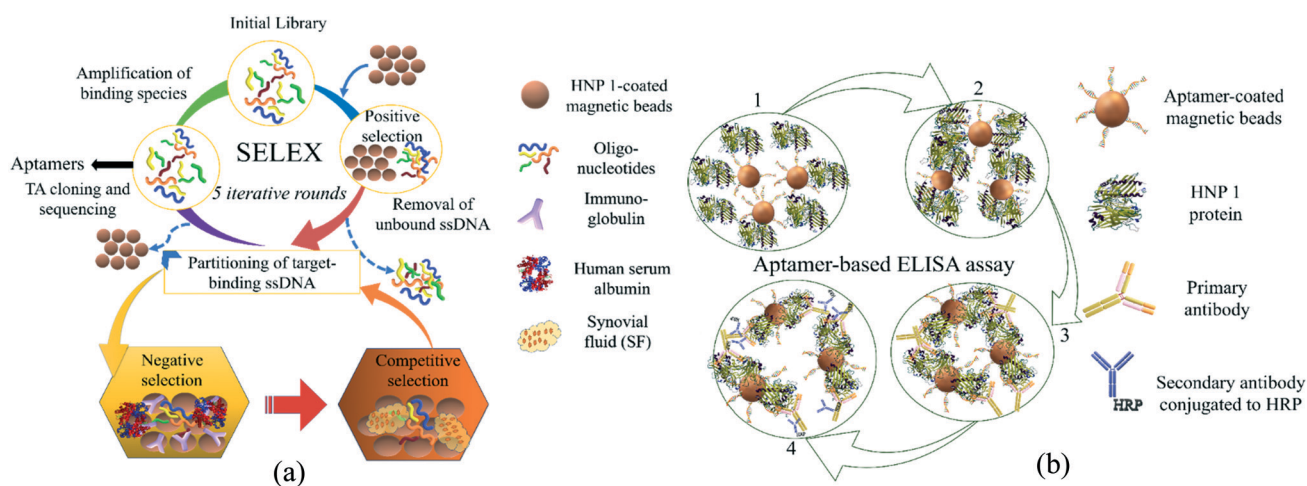 Initial Library
Amplification of
binding species
Positive
selection
SELEX
5 iterative rounds
Aptamers
TA cloning and
sequencing
Removal of
unbound ssDNA
Partitioning of target-
binding ssDNA
Negative
selection
Competitive
selection
(a)
HNP 1-coated
magnetic beads
Oligo-
nucleotides
Immuno-
globulin
Human serum
albumin
Synovial
fluid (SF)
1
2
Aptamer-based ELISA assay
3
4
HRP
Aptamer-coated
magnetic beads
HNP 1
protein
Primary
antibody
Secondary antibody
conjugated to HRP
HRP
(b)